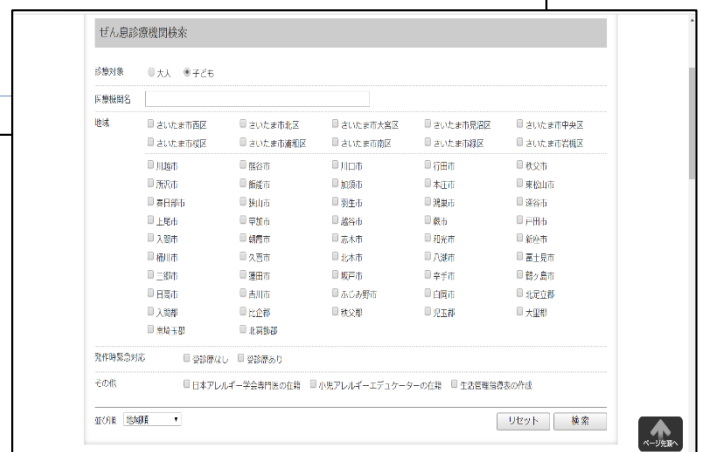 ぜん息診療機関検索
診療対象 大人 子ども
医療機関名
地域 さいたま市西区 さいたま市北区 さいたま市大宮区 さいたま市見沼区 さいたま市中央区
さいたま市桜区 さいたま市浦和区 さいたま市南区 さいたま市緑区 さいたま市岩槻区
川越市 熊谷市 川口市 行田市 秩父市
所沢市 飯能市 加須市 本庄市 東松山市
春日部市 狭山市 羽生市 鴻巣市 深谷市
上尾市 草加市 越谷市 蕨市 戸田市
入間市 朝霞市 志木市 和光市 新座市
桶川市 久喜市 北本市 八潮市 富士見市
三郷市 蓮田市 坂戸市 幸手市 鶴ヶ島市
日高市 吉川市 ふじみ野市 白岡市 北足立郡
入間郡 比企郡 秩父郡 児玉郡 大里郡
南埼玉郡 北葛飾郡
発作時緊急対応 受診歴なし 受診歴あり
その他 日本アレルギー学会専門医の在籍 小児アレルギーエデュケーターの在籍 生活管理指導表の作成
並び順 地域順 リセット 検索
ページ先頭へ